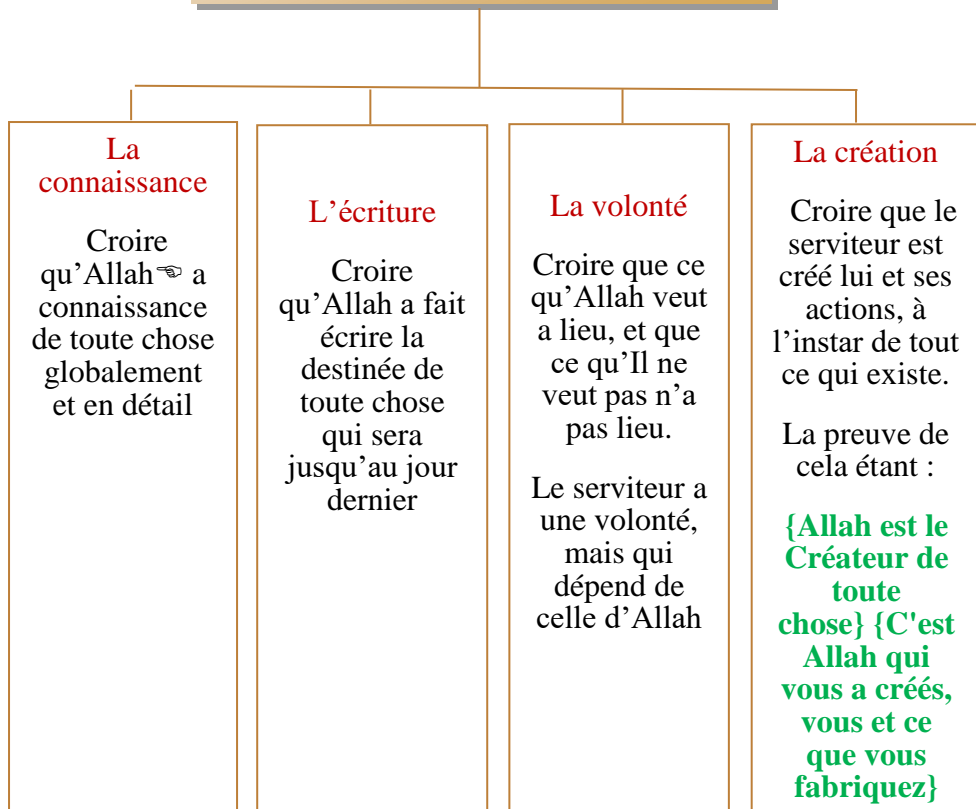 La
connaissance
Croire
qu’Allah☜ a
connaissance
de toute chose
globalement
et en détail
L’écriture
Croire
qu’Allah a fait
écrire la
destinée de
toute chose
qui sera
jusqu’au jour
dernier
La volonté
Croire que ce
qu’Allah veut
a lieu, et que
ce qu’Il ne
veut pas n’a
pas lieu.
Le serviteur a
une volonté,
mais qui
dépend de
celle d’Allah
La création
Croire que le
serviteur est
créé lui et ses
actions, à
l’instar de tout
ce qui existe.
La preuve de
cela étant :
{Allah est le
Créateur de
toute
chose} {C'est
Allah qui
vous a créés,
vous et ce
que vous
fabriquez}